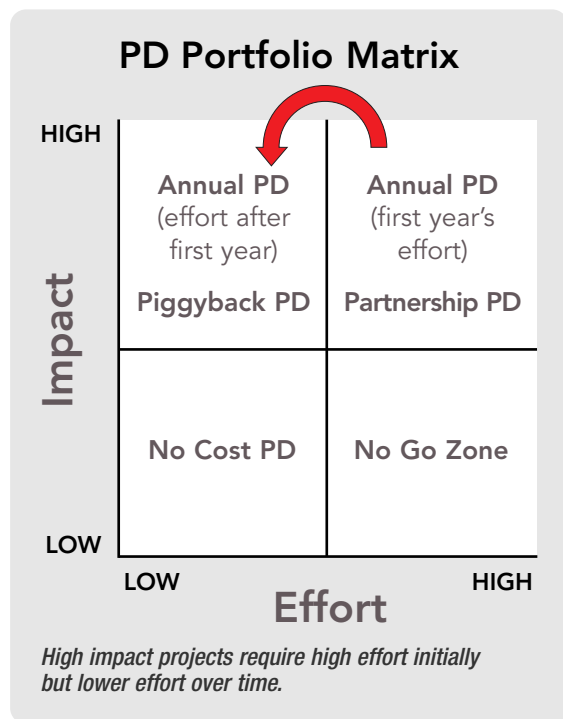 PD Portfolio Matrix
HIGH
Annual PD
(effort after
first year)
Piggyback PD
Annual PD
(first year's
effort)
Partnership PD
Impact
No Cost PD
No Go Zone
LOW
LOW
HIGH
Effort
High impact projects require high effort initially
but lower effort over time.